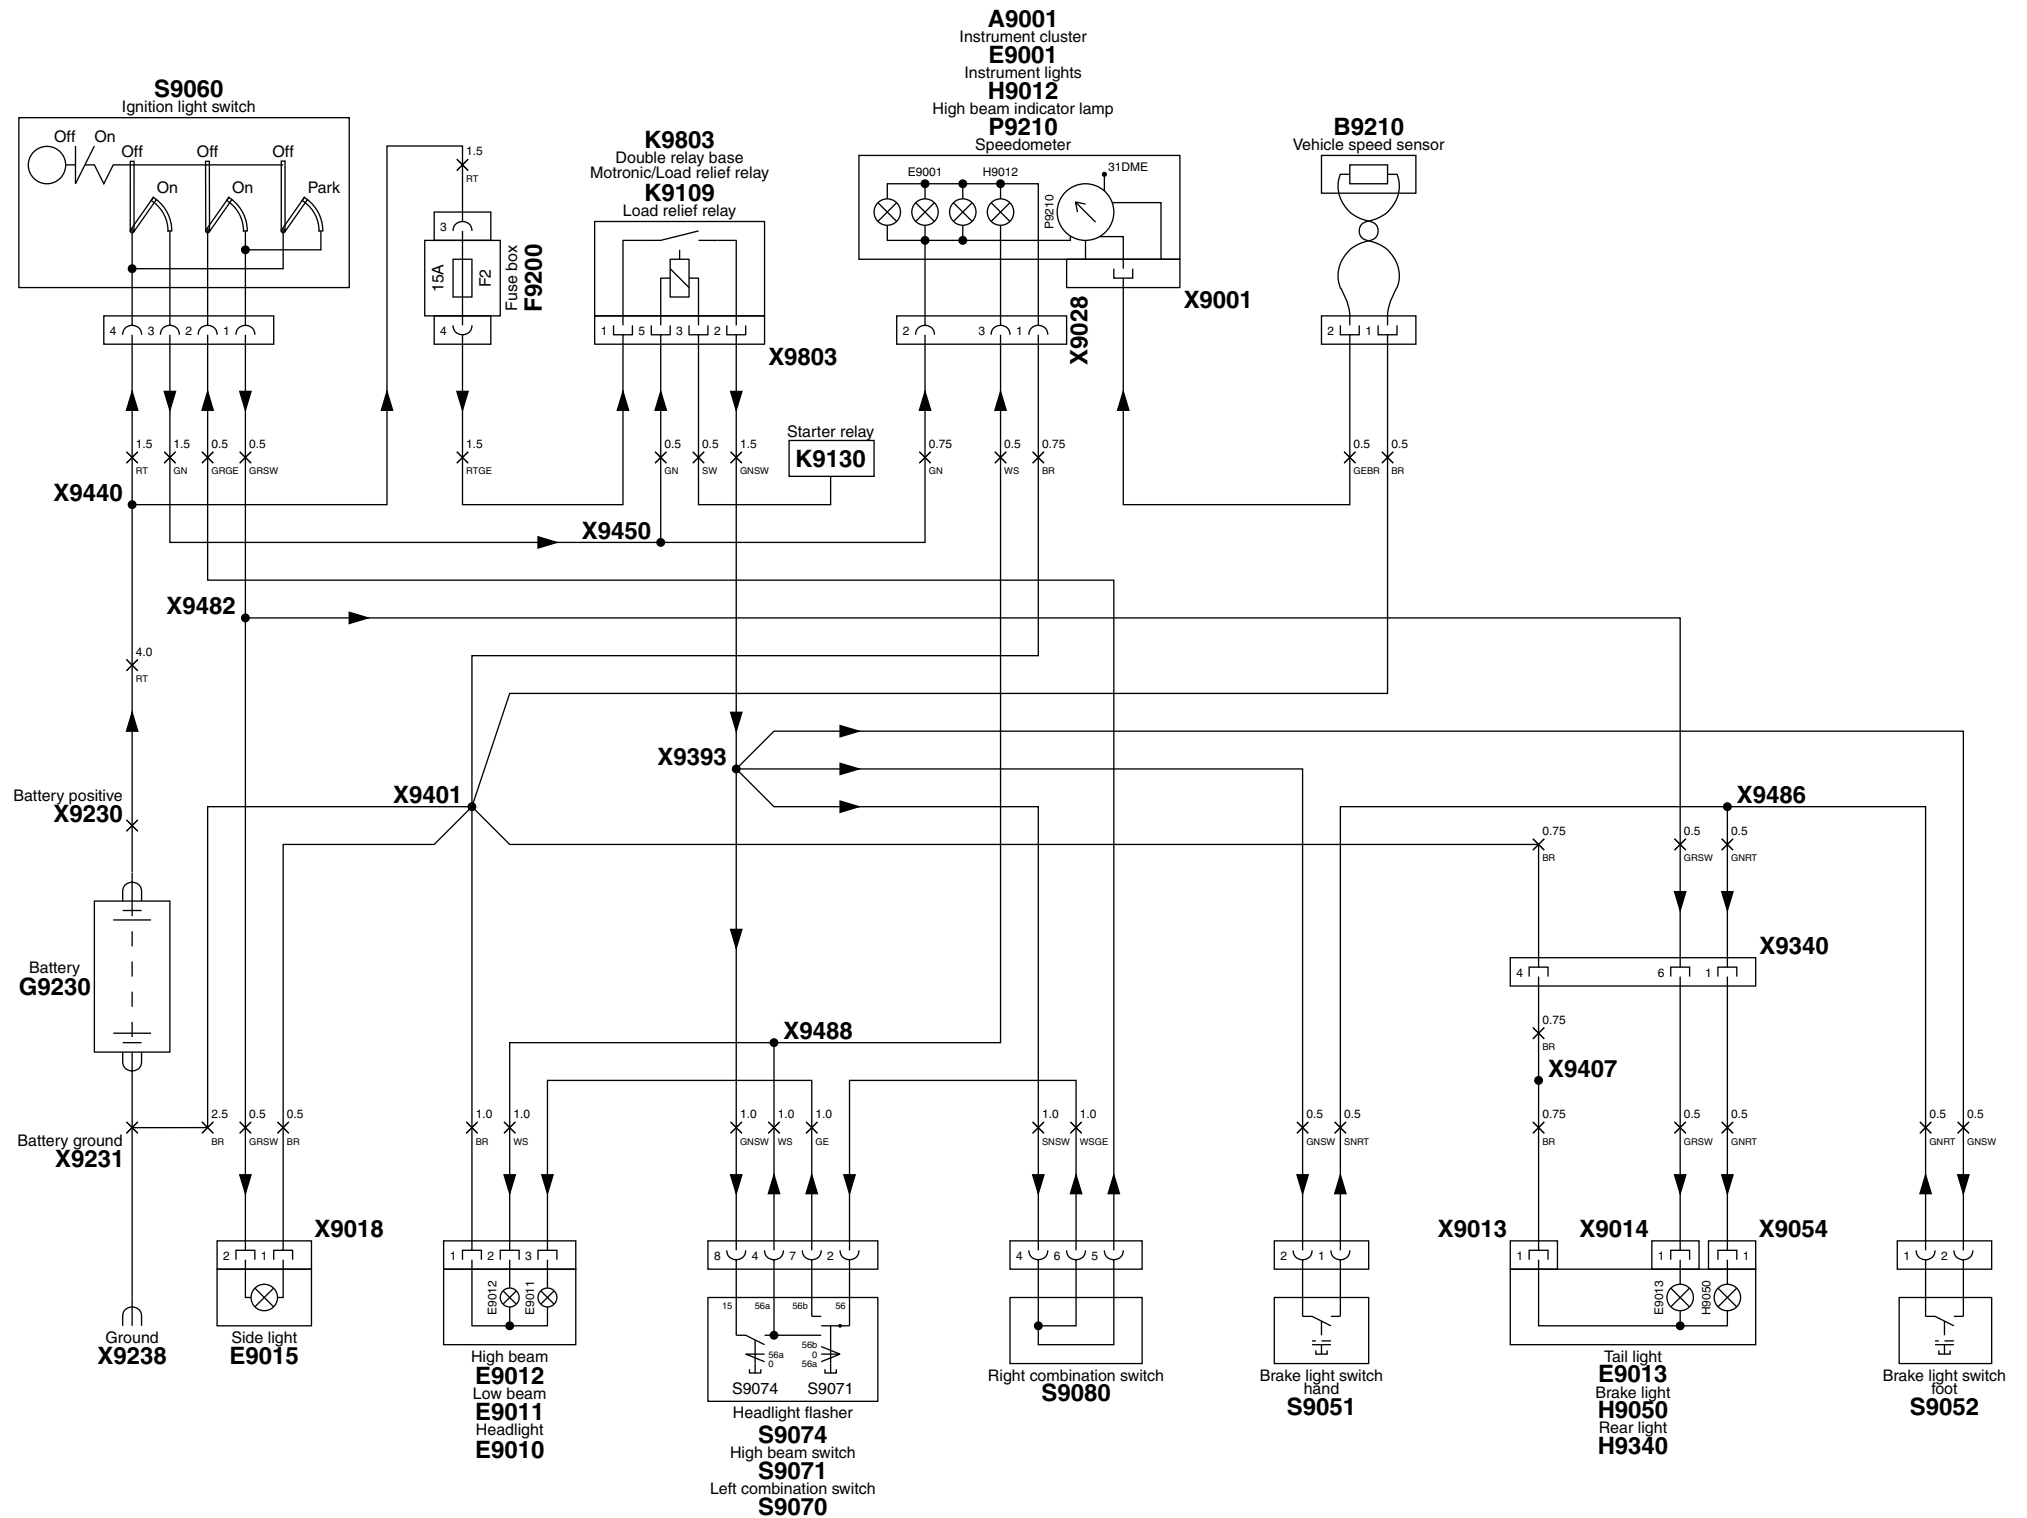 A9001
Instrument cluster
E9001
Instrument lights
H9012
High beam indicator lamp
P9210
Speedometer
S9060
Ignition light switch
Off On
Off Off Off
On On Park
4 3 2 1
1.5
RT
3
15A
F2
Fuse box
F9200
4
K9803
Double relay base
Motronic/Load relief relay
K9109
Load relief relay
1 5 3 2
X9803
E9001 H9012
P9210
31DME
X9001
2 3 1
X9028
B9210
Vehicle speed sensor
2 1
1.5 1.5 0.5 0.5
RT GN GRGE GRSW
1.5
RTGE
0.5 0.5 1.5
GN SW GNSW
Starter relay
K9130
0.75 0.5 0.75
GN WS BR
0.5 0.5
GEBR BR
X9440
X9450
X9482
4.0
RT
X9393
Battery positive
X9230
X9401
X9486
0.75 0.5 0.5
BR GRSW GNRT
X9340
4 6 1
Battery
G9230
0.75
BR
X9407
X9488
Battery ground
X9231
2.5 0.5 0.5
BR GRSW BR
1.0 1.0
BR WS
1.0 1.0 1.0
GNSW WS GE
1.0 1.0
SNSW WSGE
0.5 0.5
GNSW SNRT
0.75 0.5 0.5
BR GRSW GNRT
0.5 0.5
GNRT GNSW
X9018
2 1
1 2 3
8 4 7 2
4 6 5
2 1
X9013
1
X9014
1
X9054
1
1 2
E9012 E9011
15 56a 56b 56
56a
0
56b
0
56a
S9074 S9071
E9013 H9050
Ground
X9238
Side light
E9015
High beam
E9012
Low beam
E9011
Headlight
E9010
Headlight flasher
S9074
High beam switch
S9071
Left combination switch
S9070
Right combination switch
S9080
Brake light switch
hand
S9051
Tail light
E9013
Brake light
H9050
Rear light
H9340
Brake light switch
foot
S9052